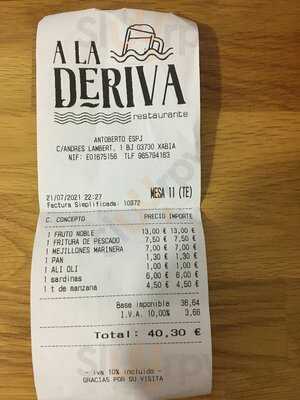 A LA
DERIVA
restaurante
ANTOBERTO ESPJ
C/ANDRES LAMBERT, 1 BJ 03730 XABIA
NIF: E01675156 TLF 965794163
21/07/2021 22:27 MESA 11 (TE)
Factura Simplificada: 10372
C. CONCEPTO PRECIO IMPORTE
1 FRUTO NOBLE 13,00 € 13,00 €
1 FRITURA DE PESCADO 7,50 € 7,50 €
1 MEJILLONES MARINERA 7,00 € 7,00 €
1 PAN 1,30 € 1,30 €
1 ALI OLI 1,00 € 1,00 €
1 sardinas 6,00 € 6,00 €
1 t de manzana 4,50 € 4,50 €
Base imponible 36,64
I.V.A. 10,00% 3,66
Total: 40,30 €
- iva 10% incluido -
GRACIAS POR SU VISITA